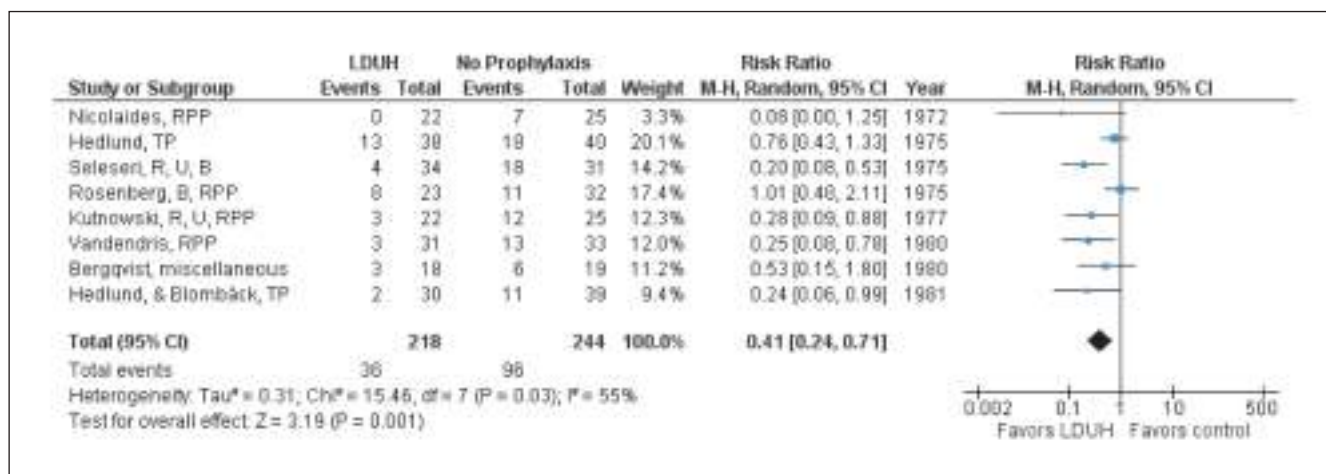 LDUH No Prophylaxis Risk Ratio Risk Ratio
Study or Subgroup Events Total Events Total Weight M-H, Random, 95% CI Year M-H, Random, 95% CI
Nicolaides, RPP 0 22 7 25 3.3% 0.08 [0.00, 1.25] 1972
Hedlund, TP 13 38 18 40 20.1% 0.76 [0.43, 1.33] 1975
Seleseri, R, U, B 4 34 18 31 14.2% 0.20 [0.08, 0.53] 1975
Rosenberg, B, RPP 8 23 11 32 17.4% 1.01 [0.48, 2.11] 1975
Kutnowski, R, U, RPP 3 22 12 25 12.3% 0.28 [0.09, 0.88] 1977
Vandendris, RPP 3 31 13 33 12.0% 0.25 [0.08, 0.78] 1980
Bergqvist, miscellaneous 3 18 6 19 11.2% 0.53 [0.15, 1.80] 1980
Hedlund, & Blombäck, TP 2 30 11 39 9.4% 0.24 [0.06, 0.99] 1981
Total (95% CI) 218 244 100.0% 0.41 [0.24, 0.71]
Total events 36 96
Heterogeneity: Tau² = 0.31; Chi² = 15.46, df = 7 (P = 0.03); I² = 55%
Test for overall effect: Z = 3.19 (P = 0.001)
0.002 0.1 1 10 500
Favors LDUH Favors control